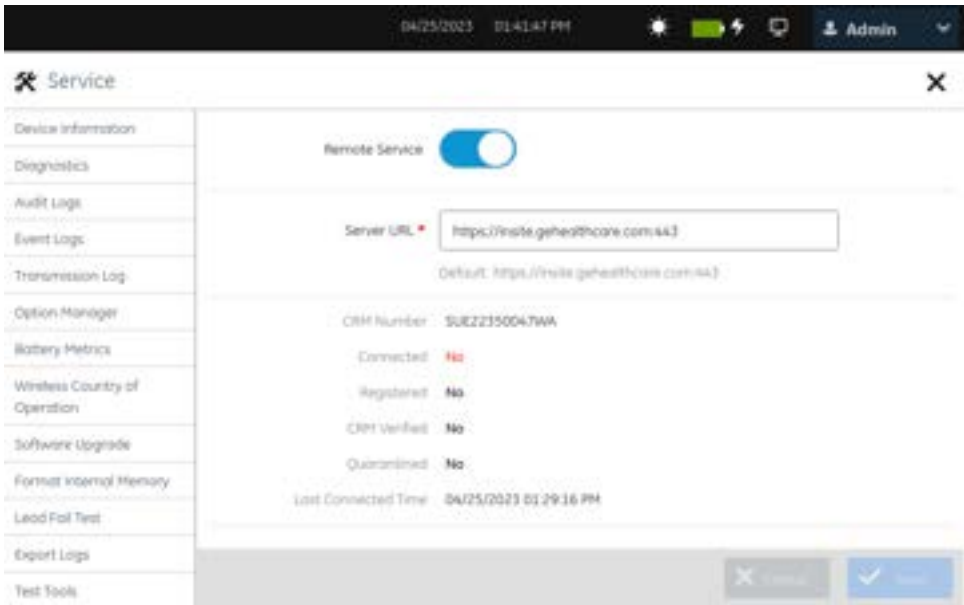 04/25/2023 01:41:47 PM Admin
Service
Device Information
Diagnostics
Audit Logs
Event Logs
Transmission Log
Option Manager
Battery Metrics
Wireless Country of
Operation
Software Upgrade
Format Internal Memory
Lead Fail Test
Export Logs
Test Tools
Remote Service
Server URL * https://insite.gehealthcare.com:443
Default: https://insite.gehealthcare.com:443
CRM Number SUE22350047WA
Connected No
Registered No
CRM Verified No
Quarantined No
Last Connected Time 04/25/2023 01:29:16 PM